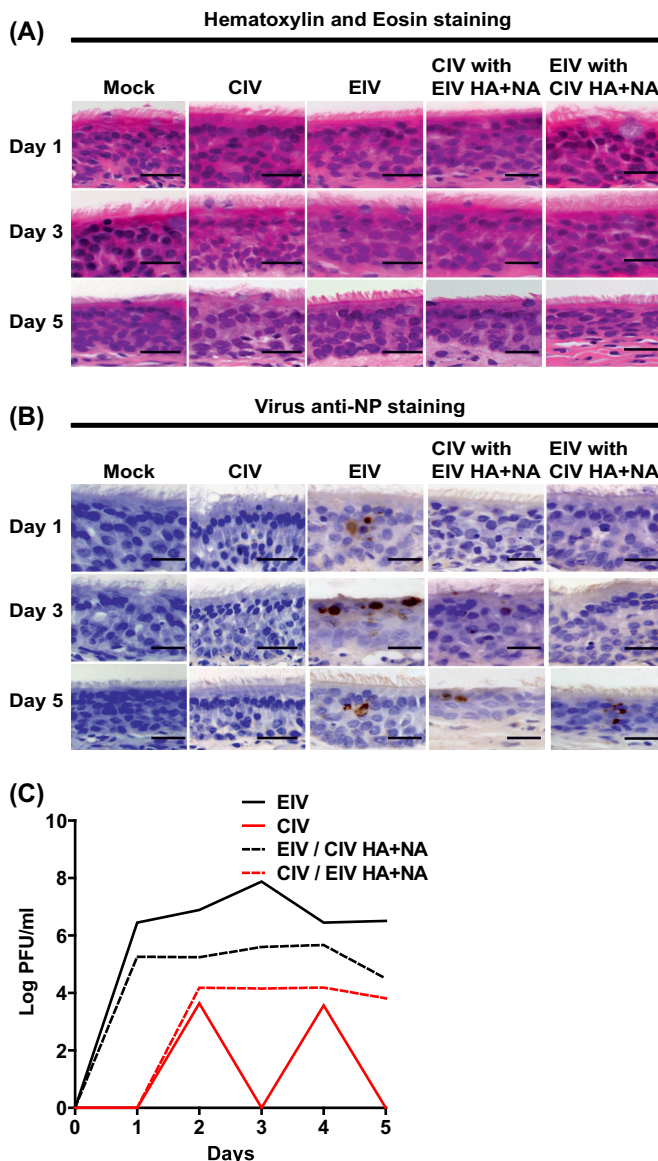 (A)
Hematoxylin and Eosin staining
Mock
CIV
EIV
CIV with
EIV HA+NA
EIV with
CIV HA+NA
Day 1
Day 3
Day 5
(B)
Virus anti-NP staining
Mock
CIV
EIV
CIV with
EIV HA+NA
EIV with
CIV HA+NA
Day 1
Day 3
Day 5
(C)
EIV
CIV
EIV / CIV HA+NA
CIV / EIV HA+NA
Log PFU/ml
10
8
6
4
2
0
0 1 2 3 4 5
Days